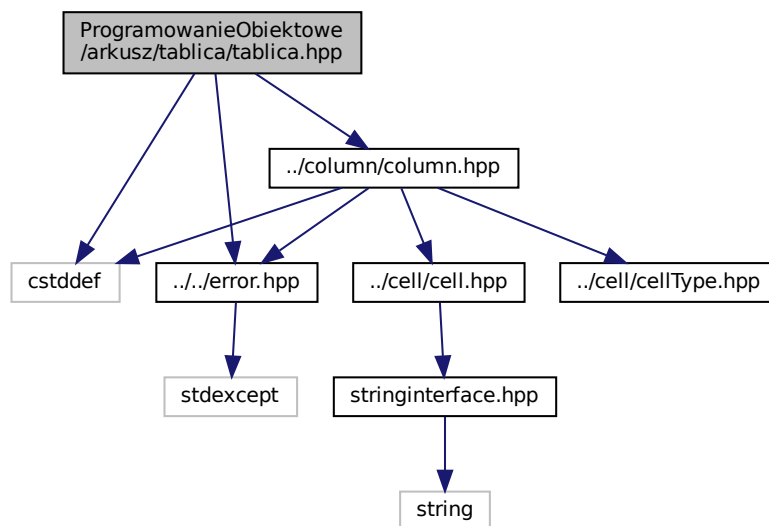 ProgramowanieObiektowe
/arkusz/tablica/tablica.hpp
../column/column.hpp
cstddef
../../error.hpp
../cell/cell.hpp
../cell/cellType.hpp
stdexcept
stringinterface.hpp
string